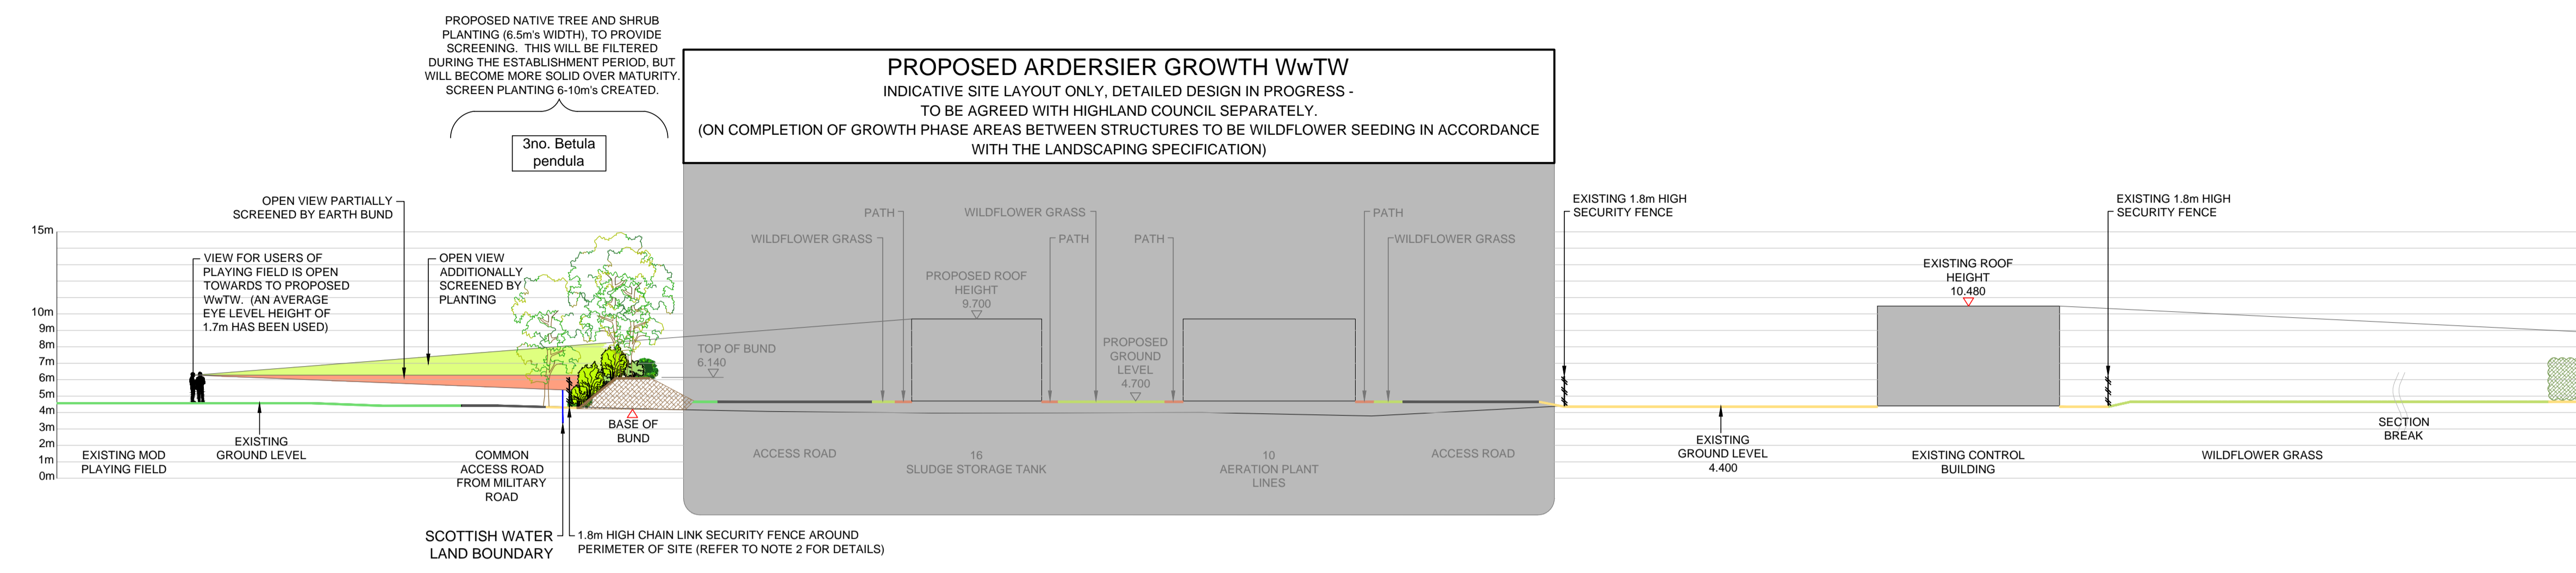 PROPOSED NATIVE TREE AND SHRUB
PLANTING (6.5m's WIDTH), TO PROVIDE
SCREENING. THIS WILL BE FILTERED
DURING THE ESTABLISHMENT PERIOD, BUT
WILL BECOME MORE SOLID OVER MATURITY.
SCREEN PLANTING 6-10m's CREATED.
3no. Betula
pendula
PROPOSED ARDERSIER GROWTH WwTW
INDICATIVE SITE LAYOUT ONLY, DETAILED DESIGN IN PROGRESS -
TO BE AGREED WITH HIGHLAND COUNCIL SEPARATELY.
(ON COMPLETION OF GROWTH PHASE AREAS BETWEEN STRUCTURES TO BE WILDFLOWER SEEDING IN ACCORDANCE
WITH THE LANDSCAPING SPECIFICATION)
OPEN VIEW PARTIALLY
SCREENED BY EARTH BUND
VIEW FOR USERS OF
PLAYING FIELD IS OPEN
TOWARDS TO PROPOSED
WwTW. (AN AVERAGE
EYE LEVEL HEIGHT OF
1.7m HAS BEEN USED)
OPEN VIEW
ADDITIONALLY
SCREENED BY
PLANTING
15m
10m
9m
8m
7m
6m
5m
4m
3m
2m
1m
0m
EXISTING MOD
PLAYING FIELD
EXISTING
GROUND LEVEL
COMMON
ACCESS ROAD
FROM MILITARY
ROAD
SCOTTISH WATER
LAND BOUNDARY
1.8m HIGH CHAIN LINK SECURITY FENCE AROUND
PERIMETER OF SITE (REFER TO NOTE 2 FOR DETAILS)
BASE OF
BUND
TOP OF BUND
6.140
WILDFLOWER GRASS
PATH
PROPOSED ROOF
HEIGHT
9.700
WILDFLOWER GRASS
PATH
PATH
PROPOSED
GROUND
LEVEL
4.700
PATH
WILDFLOWER GRASS
ACCESS ROAD
16
SLUDGE STORAGE TANK
10
AERATION PLANT
LINES
ACCESS ROAD
EXISTING 1.8m HIGH
SECURITY FENCE
EXISTING
GROUND LEVEL
4.400
EXISTING ROOF
HEIGHT
10.480
EXISTING CONTROL
BUILDING
EXISTING 1.8m HIGH
SECURITY FENCE
WILDFLOWER GRASS
SECTION
BREAK